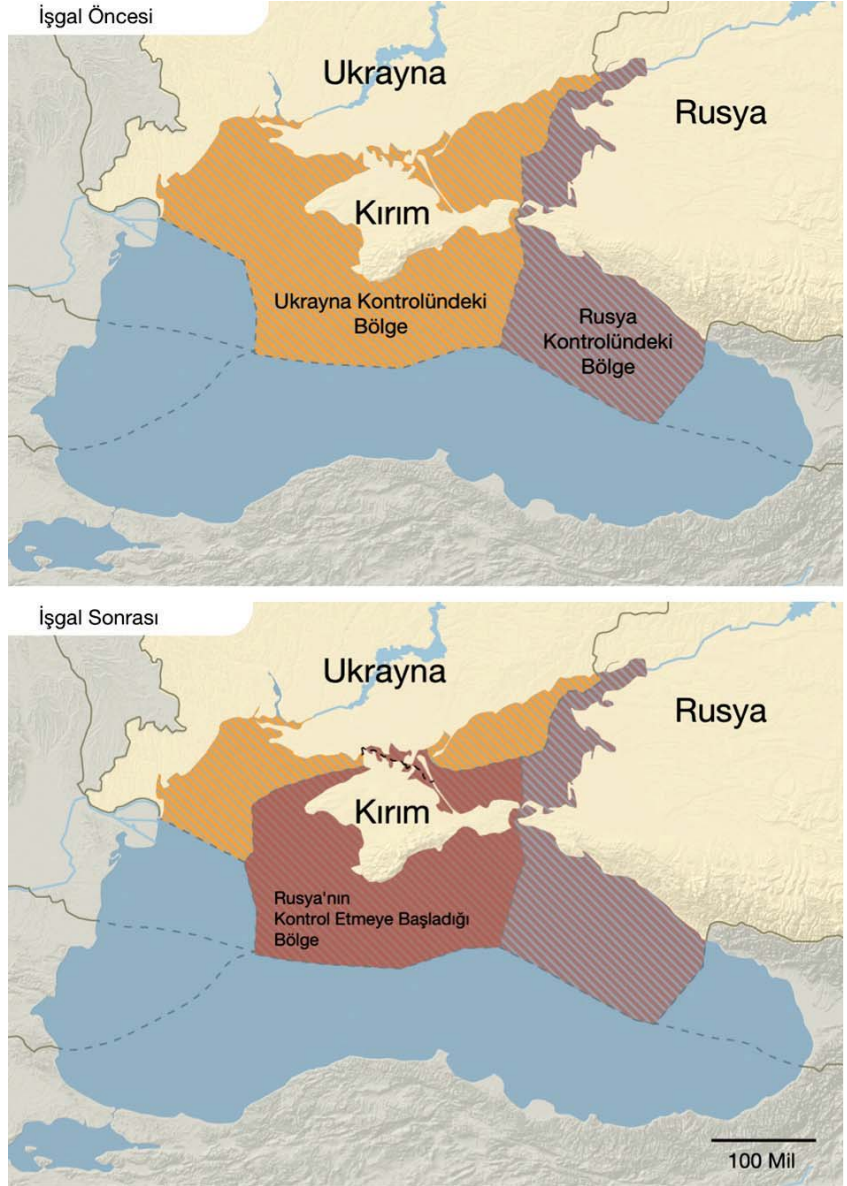 İşgal Öncesi
Ukrayna
Rusya
Kırım
Ukrayna Kontrolündeki
Bölge
Rusya
Kontrolündeki
Bölge
İşgal Sonrası
Ukrayna
Rusya
Kırım
Rusya'nın
Kontrol Etmeye Başladığı
Bölge
100 Mil